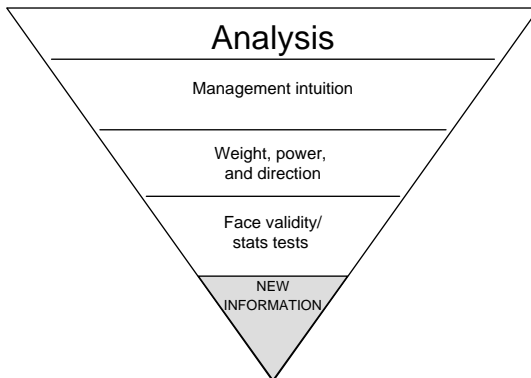 Analysis
Management intuition
Weight, power,
and direction
Face validity/
stats tests
NEW
INFORMATION